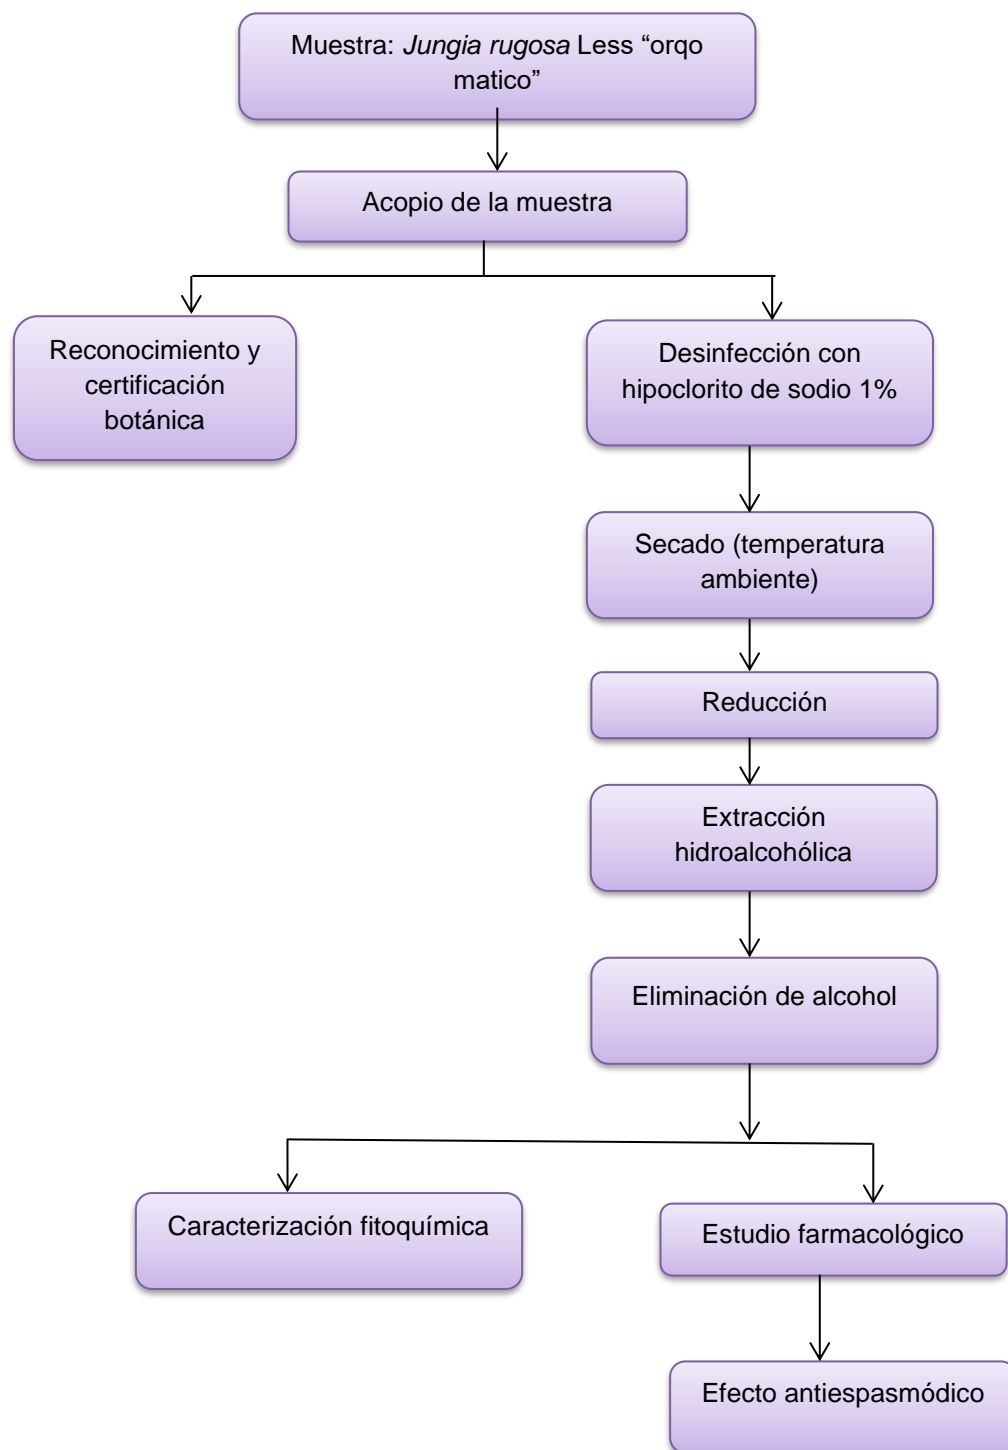 Muestra: Jungia rugosa Less “orqo
matico”
Acopio de la muestra
Reconocimiento y
certificación
botánica
Desinfección con
hipoclorito de sodio 1%
Secado (temperatura
ambiente)
Reducción
Extracción
hidroalcohólica
Eliminación de alcohol
Caracterización fitoquímica
Estudio farmacológico
Efecto antiespasmódico